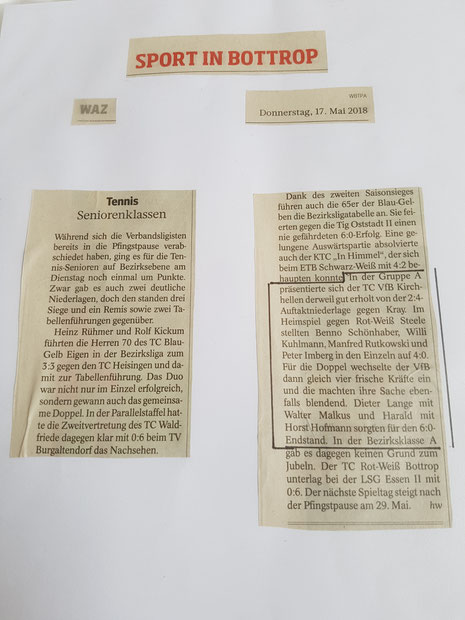 SPORT IN BOTTROP
WAZ
WBTPA
Donnerstag, 17. Mai 2018
Tennis
Seniorenklassen
Während sich die Verbandsligisten
bereits in die Pfingstpause verab-
schiedet haben, ging es für die Ten-
nis-Senioren auf Bezirksebene am
Dienstag noch einmal um Punkte.
Zwar gab es auch zwei deutliche
Niederlagen, doch den standen drei
Siege und ein Remis sowie zwei Ta-
bellenführungen gegenüber.
Heinz Rühmer und Rolf Kickum
führten die Herren 70 des TC Blau-
Gelb Eigen in der Bezirksliga zum
3:3 gegen den TC Heisingen und da-
mit zur Tabellenführung. Das Duo
war nicht nur im Einzel erfolgreich,
sondern gewann auch das gemeinsa-
me Doppel. In der Parallelstaffel hat-
te die Zweitvertretung des TC Wald-
friede dagegen klar mit 0:6 beim TV
Burgaltendorf das Nachsehen.
Dank des zweiten Saisonsieges
führen auch die 65er der Blau-Gel-
ben die Bezirksligatabelle an. Sie fei-
erten gegen die Tig Oststadt II einen
nie gefährdeten 6:0-Erfolg. Eine ge-
lungene Auswärtspartie absolvierte
auch der KTC „In Himmel“, der sich
beim ETB Schwarz-Weiß mit 4:2 be-
haupten konnte. In der Gruppe A
präsentierte sich der TC VfB Kirch-
hellen derweil gut erholt von der 2:4-
Auftaktniederlage gegen Kray. Im
Heimspiel gegen Rot-Weiß Steele
stellten Benno Schönhaber, Willi
Kuhlmann, Manfred Rutkowski und
Peter Imberg in den Einzeln auf 4:0.
Für die Doppel wechselte der VfB
dann gleich vier frische Kräfte ein
und die machten ihre Sache eben-
falls blendend. Dieter Lange mit
Walter Malkus und Harald mit
Horst Hofmann sorgten für den 6:0-
Endstand. In der Bezirksklasse A
gab es dagegen keinen Grund zum
Jubeln. Der TC Rot-Weiß Bottrop
unterlag bei der LSG Essen II mit
0:6. Der nächste Spieltag steigt nach
der Pfingstpause am 29. Mai. hw